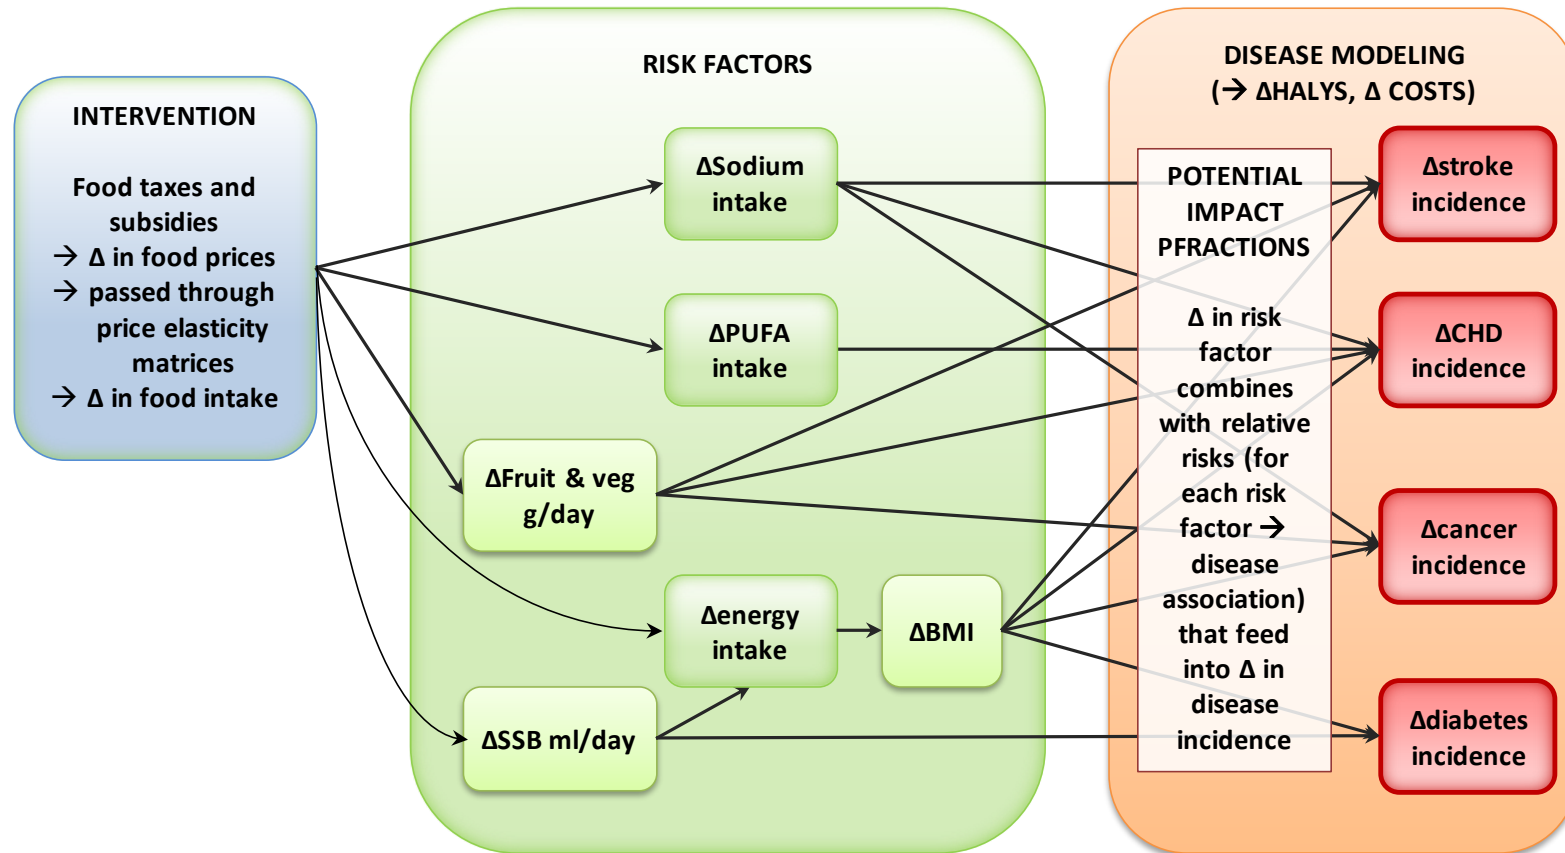 INTERVENTION
Food taxes and
subsidies
→ Δ in food prices
→ passed through
price elasticity
matrices
→ Δ in food intake
RISK FACTORS
ΔSodium
intake
ΔPUFA
intake
ΔFruit & veg
g/day
Δenergy
intake
ΔBMI
ΔSSB ml/day
DISEASE MODELING
(→ ΔHALYS, Δ COSTS)
POTENTIAL
IMPACT
PFRACTIONS
Δ in risk
factor
combines
with relative
risks (for
each risk
factor →
disease
association)
that feed
into Δ in
disease
incidence
Δstroke
incidence
ΔCHD
incidence
Δcancer
incidence
Δdiabetes
incidence